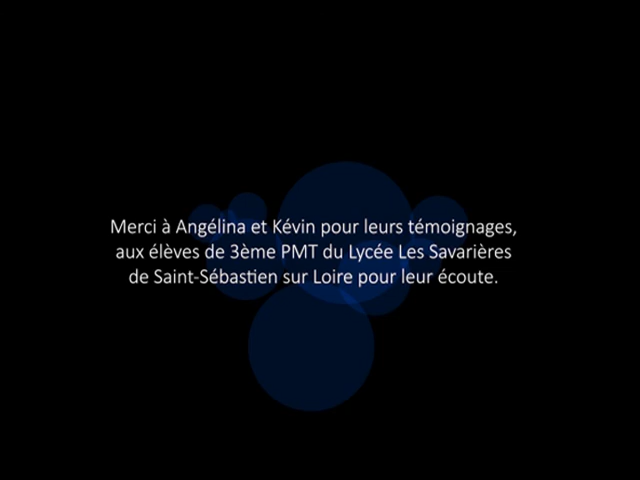 Merci à Angélina et Kévin pour leurs témoignages,
aux élèves de 3ème PMT du Lycée Les Savarières
de Saint-Sébastien sur Loire pour leur écoute.